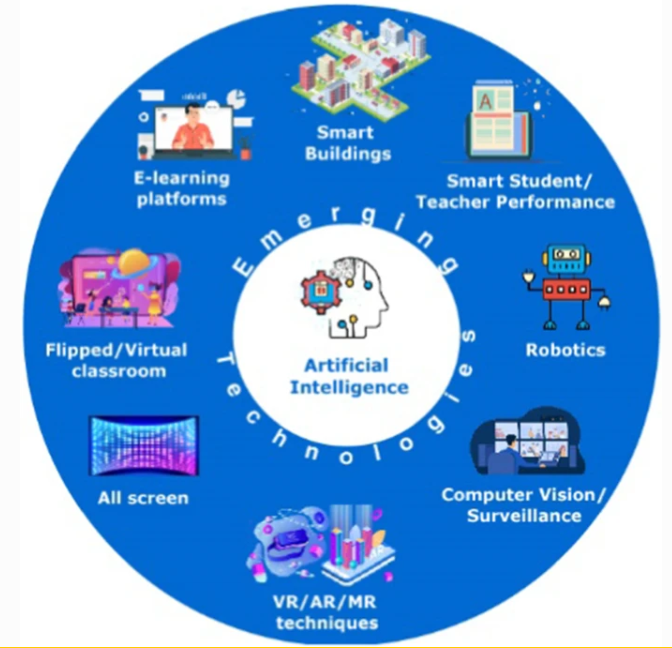 Smart
Buildings
E-learning
platforms
Smart Student/
Teacher Performance
A
Emerging
Artificial
Intelligence
Technologies
Flipped/Virtual
classroom
Robotics
All screen
Computer Vision/
Surveillance
VR/AR/MR
techniques